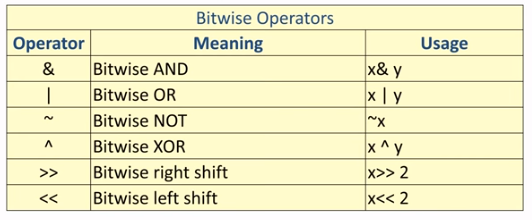 Bitwise Operators
Operator Meaning Usage
& Bitwise AND x& y
| Bitwise OR x | y
~ Bitwise NOT ~x
^ Bitwise XOR x ^ y
>> Bitwise right shift x>> 2
<< Bitwise left shift x<< 2